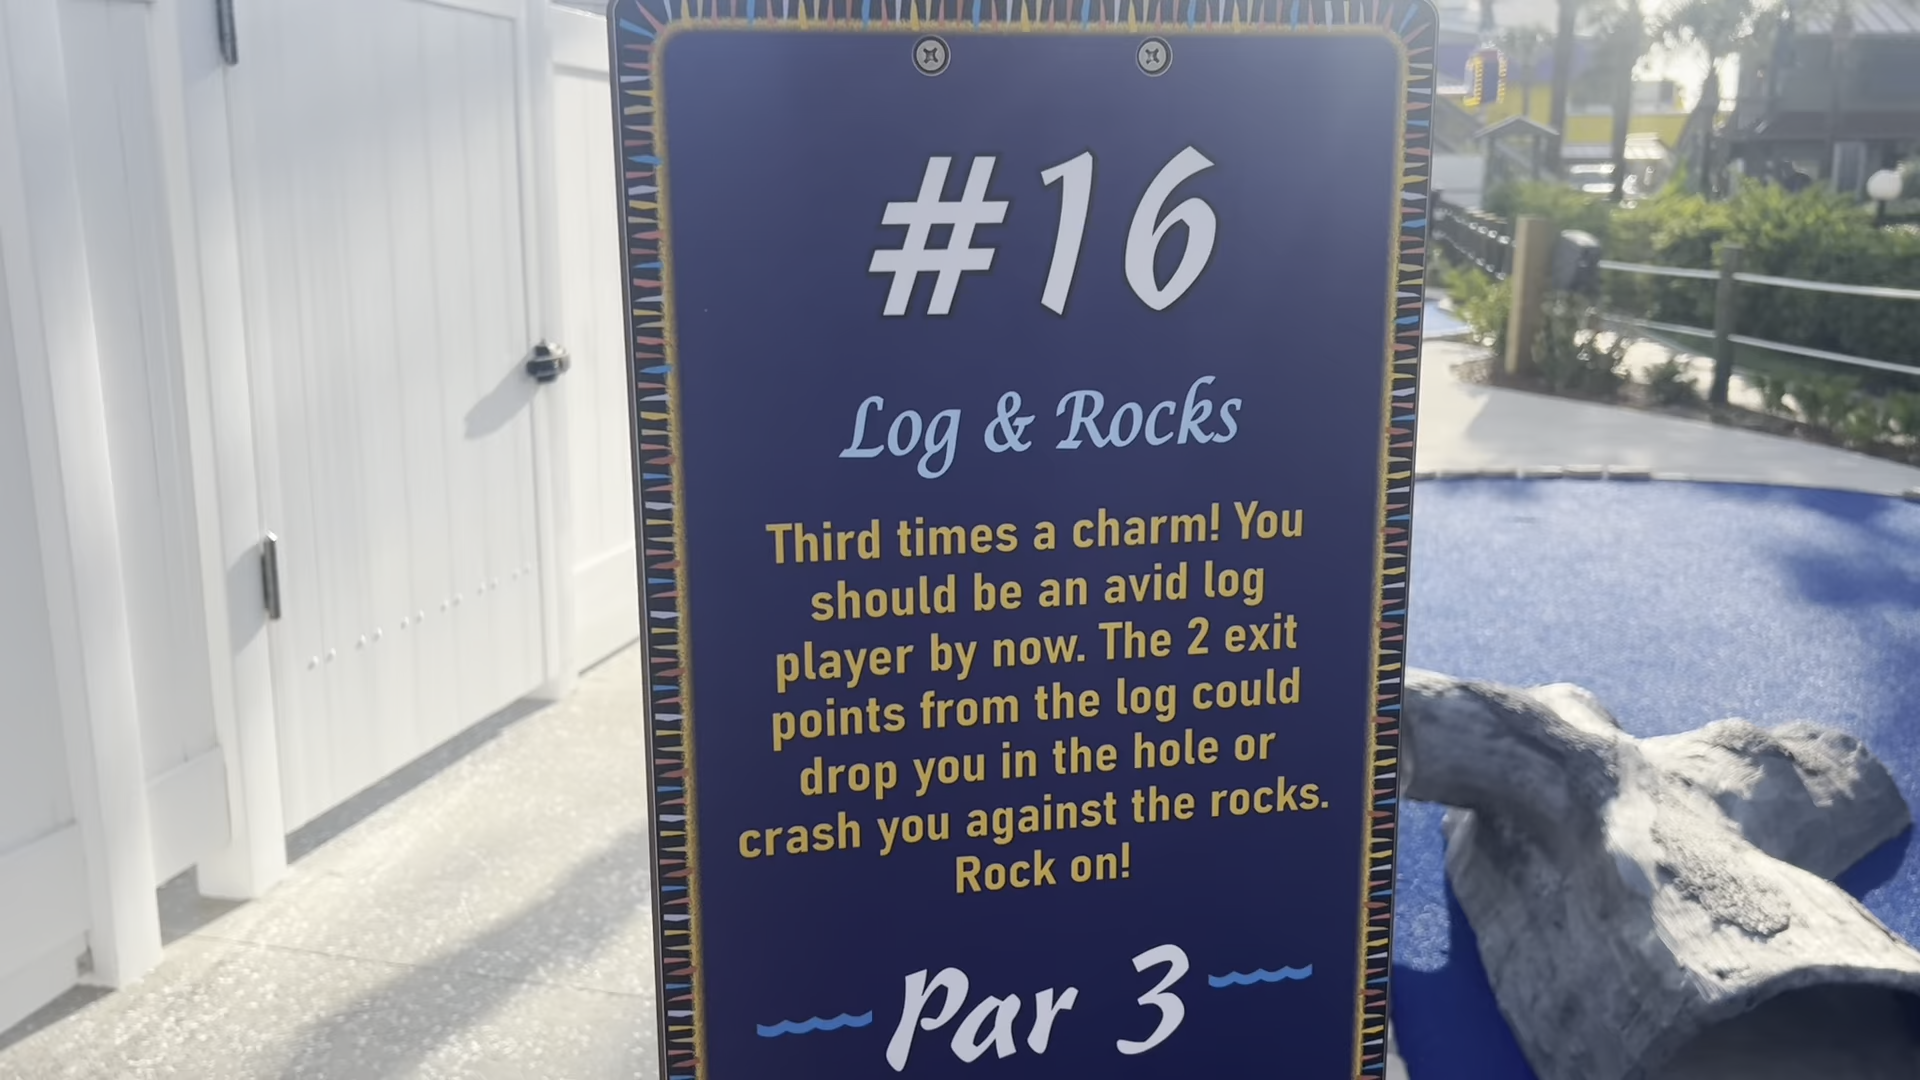 #16
Log & Rocks
Third times a charm! You
should be an avid log
player by now. The 2 exit
points from the log could
drop you in the hole or
crash you against the rocks.
Rock on!
Par 3